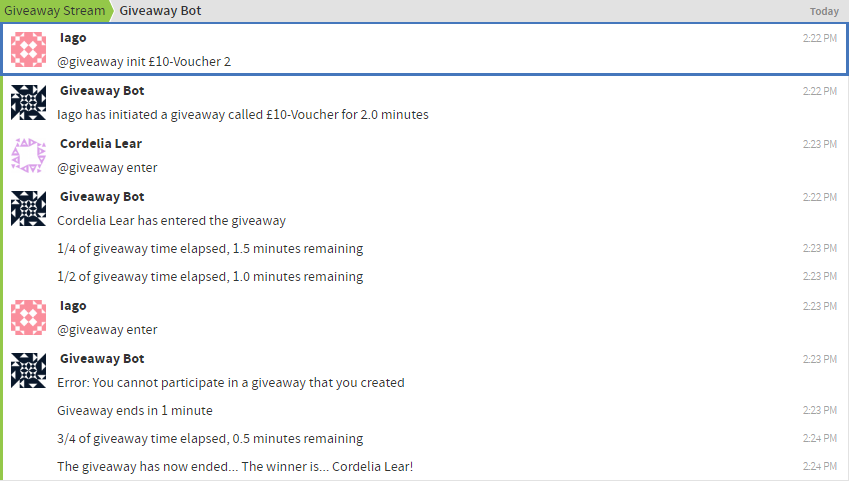 Giveaway Stream Giveaway Bot Today
Iago 2:22 PM
@giveaway init £10-Voucher 2
Giveaway Bot 2:22 PM
Iago has initiated a giveaway called £10-Voucher for 2.0 minutes
Cordelia Lear 2:23 PM
@giveaway enter
Giveaway Bot 2:22 PM
Cordelia Lear has entered the giveaway
1/4 of giveaway time elapsed, 1.5 minutes remaining 2:23 PM
1/2 of giveaway time elapsed, 1.0 minutes remaining 2:23 PM
Iago 2:23 PM
@giveaway enter
Giveaway Bot 2:23 PM
Error: You cannot participate in a giveaway that you created
Giveaway ends in 1 minute 2:23 PM
3/4 of giveaway time elapsed, 0.5 minutes remaining 2:24 PM
The giveaway has now ended... The winner is... Cordelia Lear! 2:24 PM